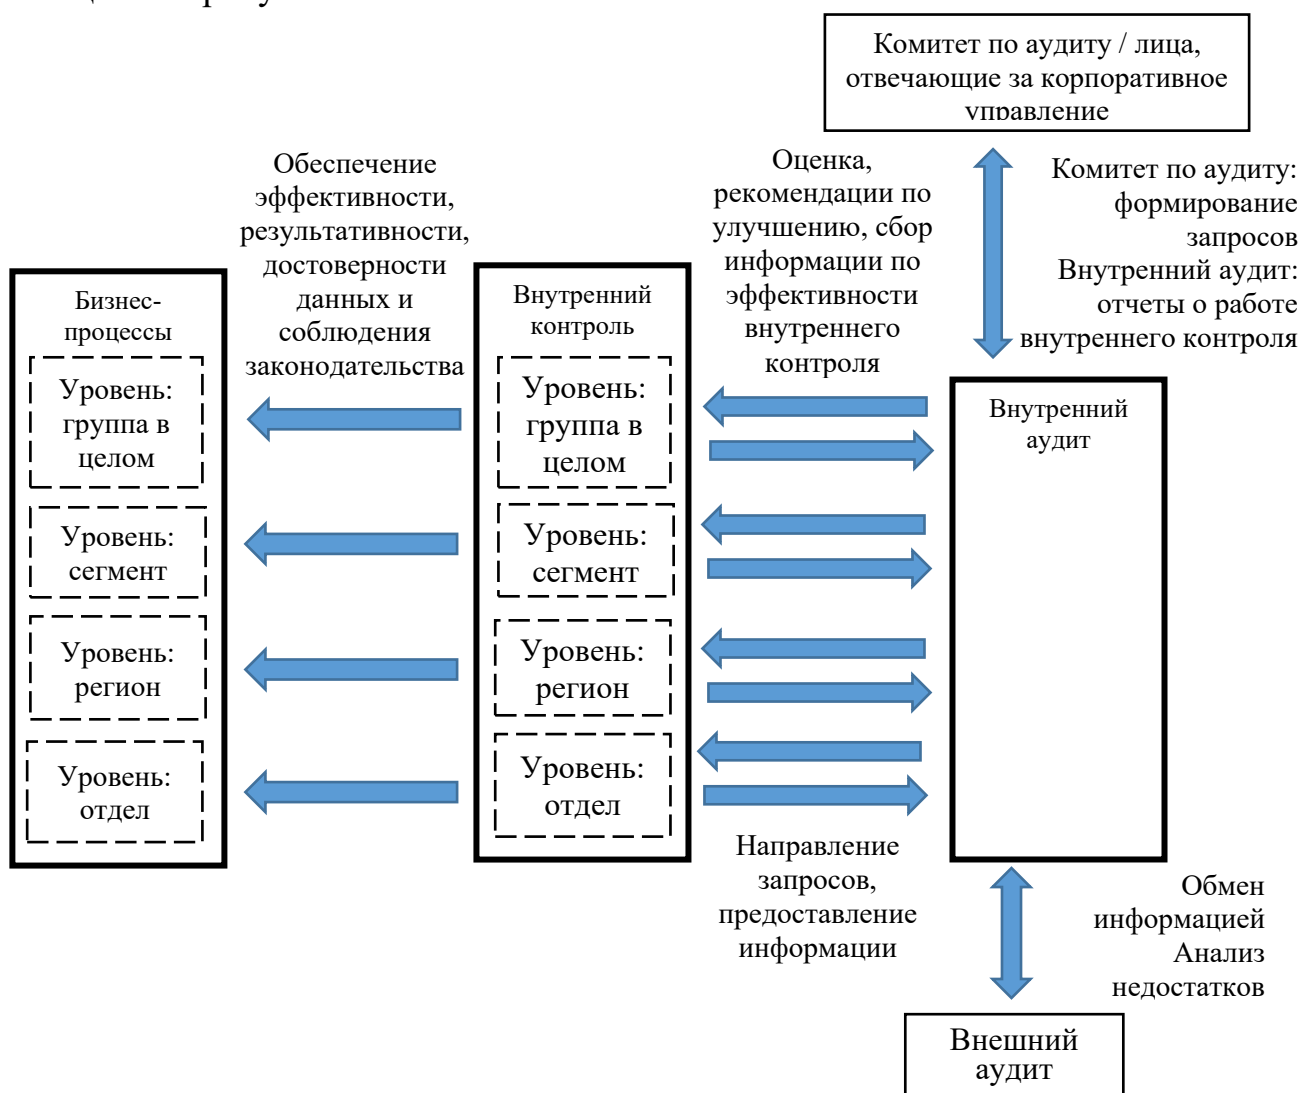 Комитет по аудиту / лица,
отвечающие за корпоративное
управление
Обеспечение
эффективности,
результативности,
достоверности
данных и
соблюдения
законодательства
Оценка,
рекомендации по
улучшению, сбор
информации по
эффективности
внутреннего
контроля
Комитет по аудиту:
формирование
запросов
Внутренний аудит:
отчеты о работе
внутреннего контроля
Бизнес-
процессы
Уровень:
группа в
целом
Уровень:
сегмент
Уровень:
регион
Уровень:
отдел
Внутренний
контроль
Уровень:
группа в
целом
Уровень:
сегмент
Уровень:
регион
Уровень:
отдел
Внутренний
аудит
Направление
запросов,
предоставление
информации
Обмен
информацией
Анализ
недостатков
Внешний
аудит